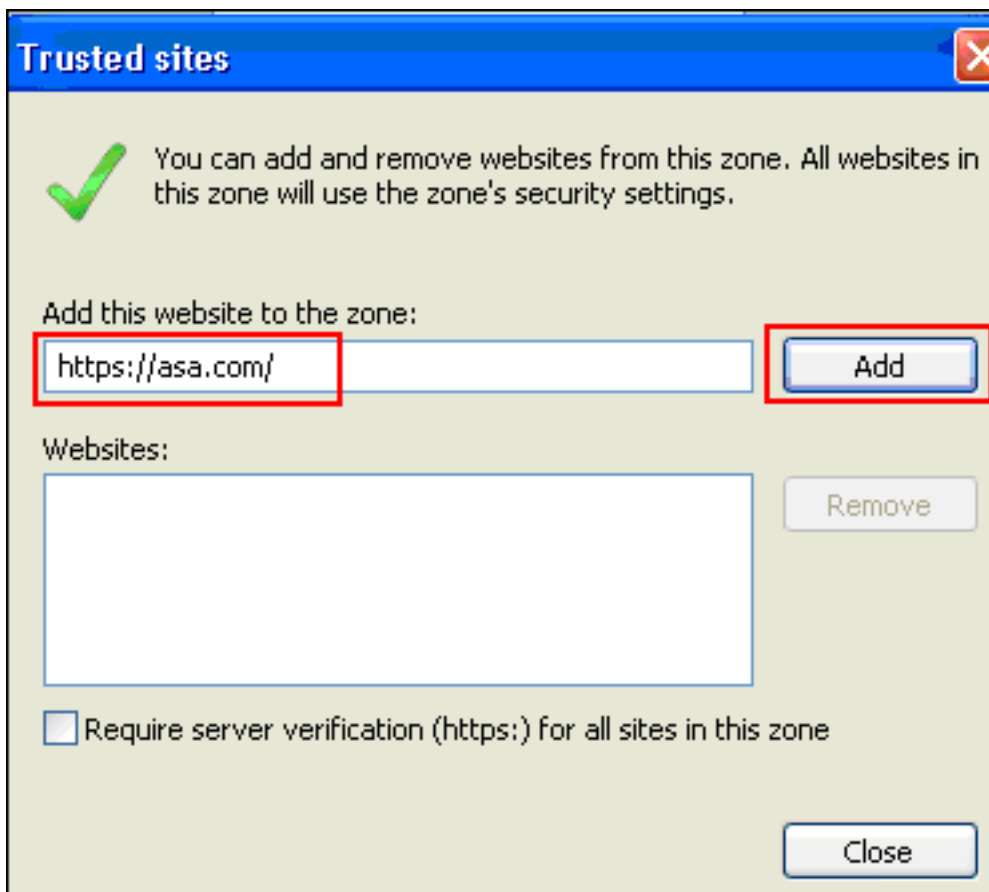 Trusted sites
You can add and remove websites from this zone. All websites in
this zone will use the zone's security settings.
Add this website to the zone:
https://asa.com/
Add
Websites:
Remove
Require server verification (https:) for all sites in this zone
Close